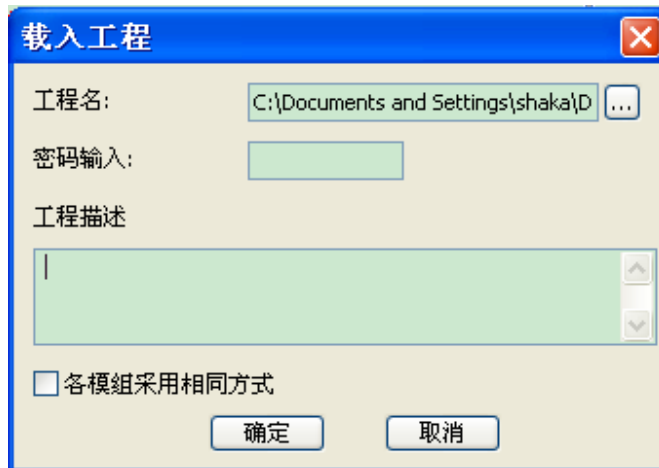 载入工程
工程名: C:\Documents and Settings\shaka\D ...
密码输入:
工程描述
各模组采用相同方式
确定 取消